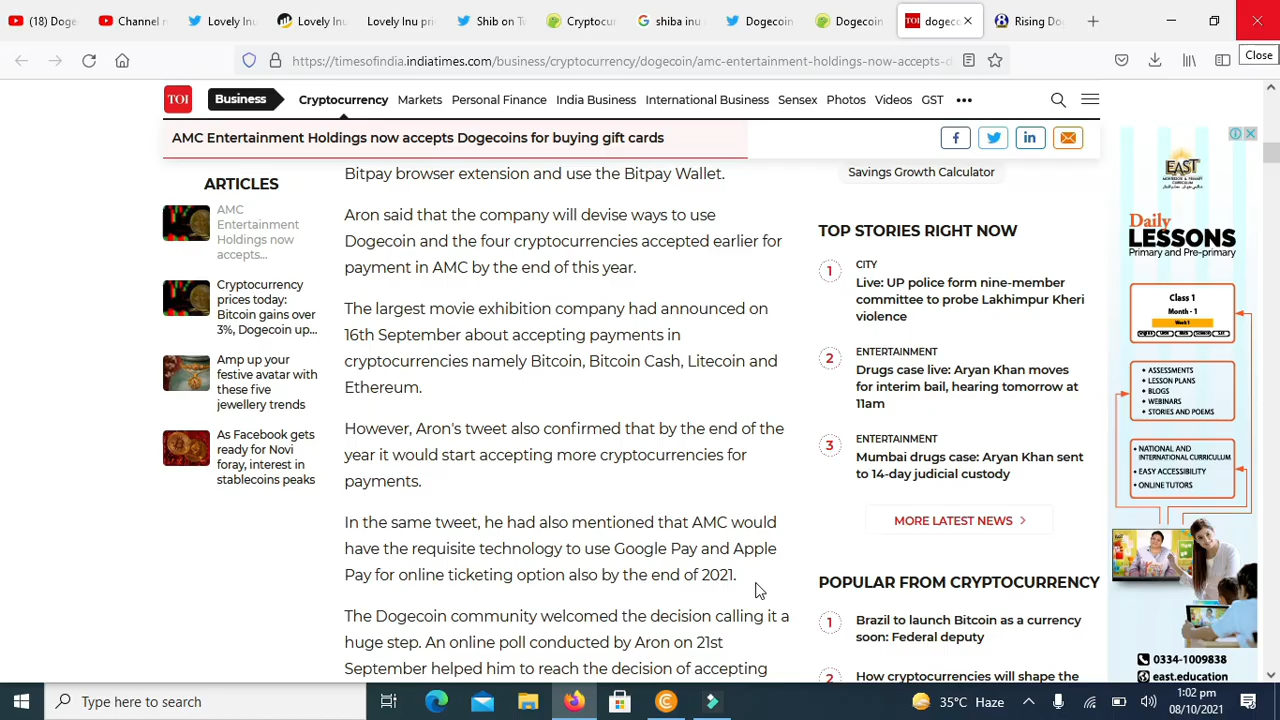 (18) Doge
Channel
Lovely Inu
Lovely Inu
Lovely Inu pri
Shib on Tw
Cryptocur
shiba inu
Dogecoin
Dogecoin
dogecc
Rising Do
Close
https://timesofindia.indiatimes.com/business/cryptocurrency/dogecoin/amc-entertainment-holdings-now-accepts-d
TOI
Business
Cryptocurrency Markets Personal Finance India Business International Business Sensex Photos Videos GST •••
AMC Entertainment Holdings now accepts Dogecoins for buying gift cards
ARTICLES
AMC
Entertainment
Holdings now
accepts...
Cryptocurrency
prices today:
Bitcoin gains over
3%, Dogecoin up...
Amp up your
festive avatar with
these five
jewellery trends
As Facebook gets
ready for Novi
foray, interest in
stablecoins peaks
Bitpay browser extension and use the Bitpay Wallet.
Aron said that the company will devise ways to use
Dogecoin and the four cryptocurrencies accepted earlier for
payment in AMC by the end of this year.
The largest movie exhibition company had announced on
16th September about accepting payments in
cryptocurrencies namely Bitcoin, Bitcoin Cash, Litecoin and
Ethereum.
However, Aron's tweet also confirmed that by the end of the
year it would start accepting more cryptocurrencies for
payments.
In the same tweet, he had also mentioned that AMC would
have the requisite technology to use Google Pay and Apple
Pay for online ticketing option also by the end of 2021.
The Dogecoin community welcomed the decision calling it a
huge step. An online poll conducted by Aron on 21st
September helped him to reach the decision of accepting
Savings Growth Calculator
TOP STORIES RIGHT NOW
1
CITY
Live: UP police form nine-member
committee to probe Lakhimpur Kheri
violence
2
ENTERTAINMENT
Drugs case live: Aryan Khan moves
for interim bail, hearing tomorrow at
11am
3
ENTERTAINMENT
Mumbai drugs case: Aryan Khan sent
to 14-day judicial custody
MORE LATEST NEWS
POPULAR FROM CRYPTOCURRENCY
1
Brazil to launch Bitcoin as a currency
soon: Federal deputy
2
How cryptocurrencies will shape the
EAST
Daily
LESSONS
Primary and Pre-primary
Class 1
Month - 1
Week 1
• ASSESSMENTS
• LESSON PLANS
• BLOGS
• WEBINARS
• STORIES AND POEMS
• NATIONAL AND
INTERNATIONAL CURRICULUM
• EASY ACCESSIBILITY
• ONLINE TUTORS
0334-1009838
east.education
Type here to search
35°C Haze
1:02 pm
08/10/2021